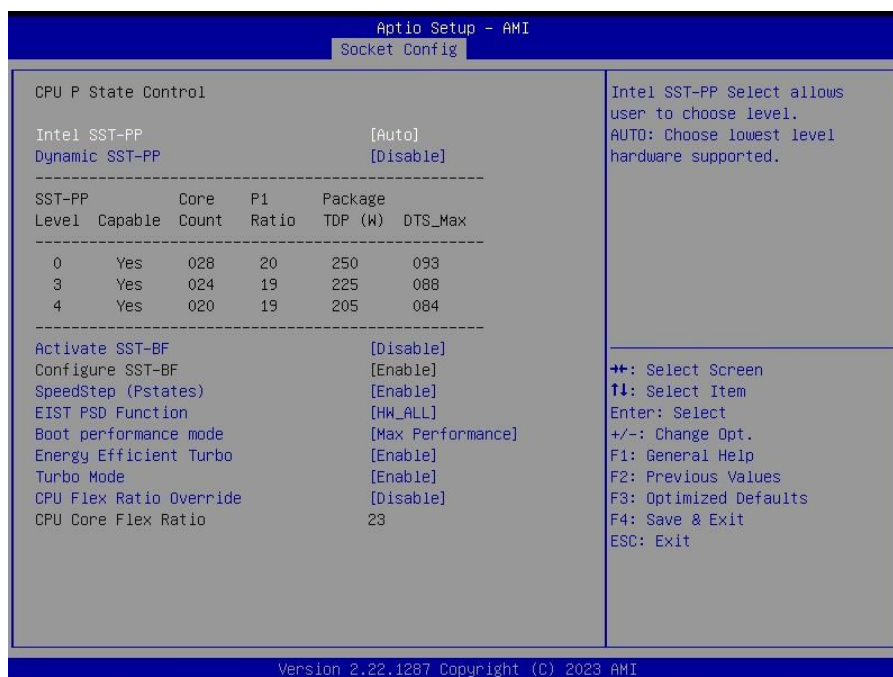 Aptio Setup - AMI
Socket Config
CPU P State Control
Intel SST-PP [Auto]
Dynamic SST-PP [Disable]
SST-PP Core P1 Package
Level Capable Count Ratio TDP (W) DTS_Max
0 Yes 028 20 250 093
3 Yes 024 19 225 088
4 Yes 020 19 205 084
Activate SST-BF [Disable]
Configure SST-BF [Enable]
SpeedStep (Pstates) [Enable]
EIST PSD Function [HW_ALL]
Boot performance mode [Max Performance]
Energy Efficient Turbo [Enable]
Turbo Mode [Enable]
CPU Flex Ratio Override [Disable]
CPU Core Flex Ratio 23
Intel SST-PP Select allows
user to choose level.
AUTO: Choose lowest level
hardware supported.
→←: Select Screen
↑↓: Select Item
Enter: Select
+/-: Change Opt.
F1: General Help
F2: Previous Values
F3: Optimized Defaults
F4: Save & Exit
ESC: Exit
Version 2.22.1287 Copyright (C) 2023 AMI